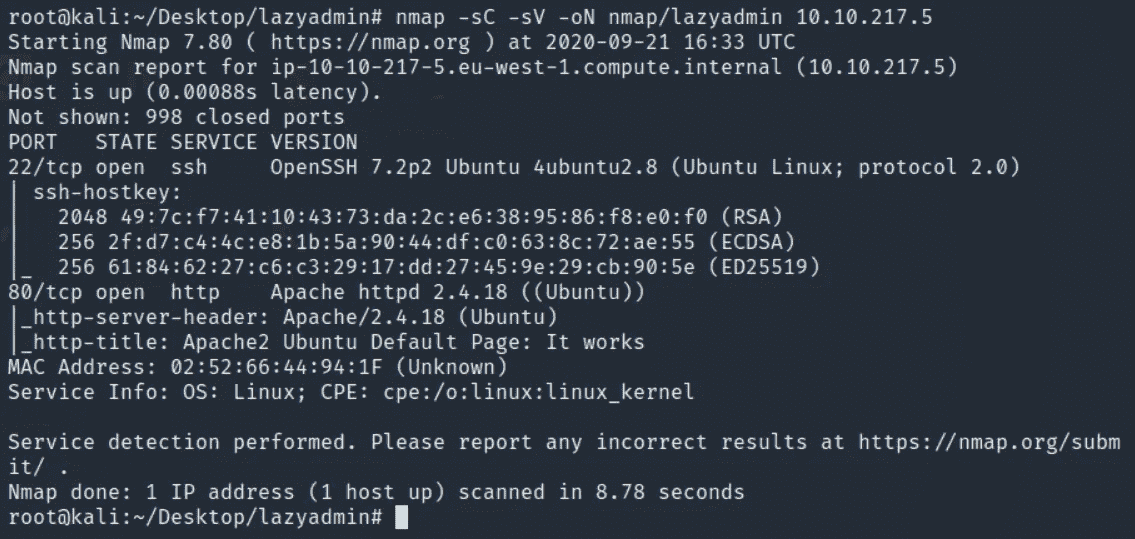 root@kali:~/Desktop/lazyadmin# nmap -sC -sV -oN nmap/lazyadmin 10.10.217.5
Starting Nmap 7.80 ( https://nmap.org ) at 2020-09-21 16:33 UTC
Nmap scan report for ip-10-10-217-5.eu-west-1.compute.internal (10.10.217.5)
Host is up (0.00088s latency).
Not shown: 998 closed ports
PORT   STATE SERVICE VERSION
22/tcp open  ssh     OpenSSH 7.2p2 Ubuntu 4ubuntu2.8 (Ubuntu Linux; protocol 2.0)
| ssh-hostkey:
|   2048 49:7c:f7:41:10:43:73:da:2c:e6:38:95:86:f8:e0:f0 (RSA)
|   256 2f:d7:c4:4c:e8:1b:5a:90:44:df:c0:63:8c:72:ae:55 (ECDSA)
|_  256 61:84:62:27:c6:c3:29:17:dd:27:45:9e:29:cb:90:5e (ED25519)
80/tcp open  http    Apache httpd 2.4.18 ((Ubuntu))
|_http-server-header: Apache/2.4.18 (Ubuntu)
|_http-title: Apache2 Ubuntu Default Page: It works
MAC Address: 02:52:66:44:94:1F (Unknown)
Service Info: OS: Linux; CPE: cpe:/o:linux:linux_kernel

Service detection performed. Please report any incorrect results at https://nmap.org/subm
it/ .
Nmap done: 1 IP address (1 host up) scanned in 8.78 seconds
root@kali:~/Desktop/lazyadmin#